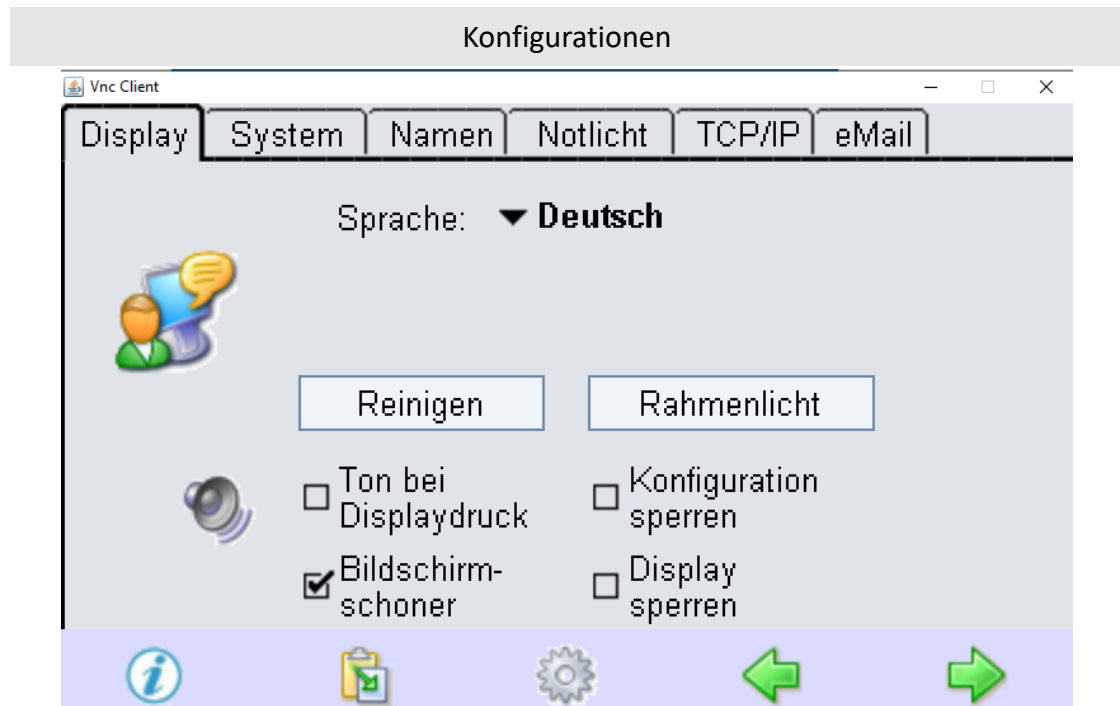 Konfigurationen
Vnc Client
Display System Namen Notlicht TCP/IP eMail
Sprache: Deutsch
Reinigen Rahmenlicht
Ton bei
Displaydruck
Konfiguration
sperren
Bildschirm-
schoner
Display
sperren